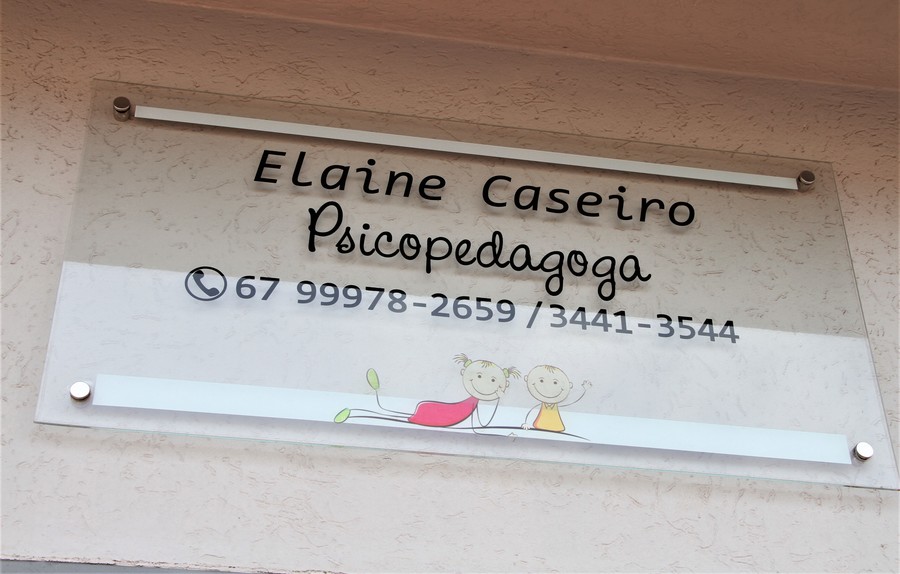 Elaine Caseiro
Psicopedagoga
67 99978-2659 / 3441-3544